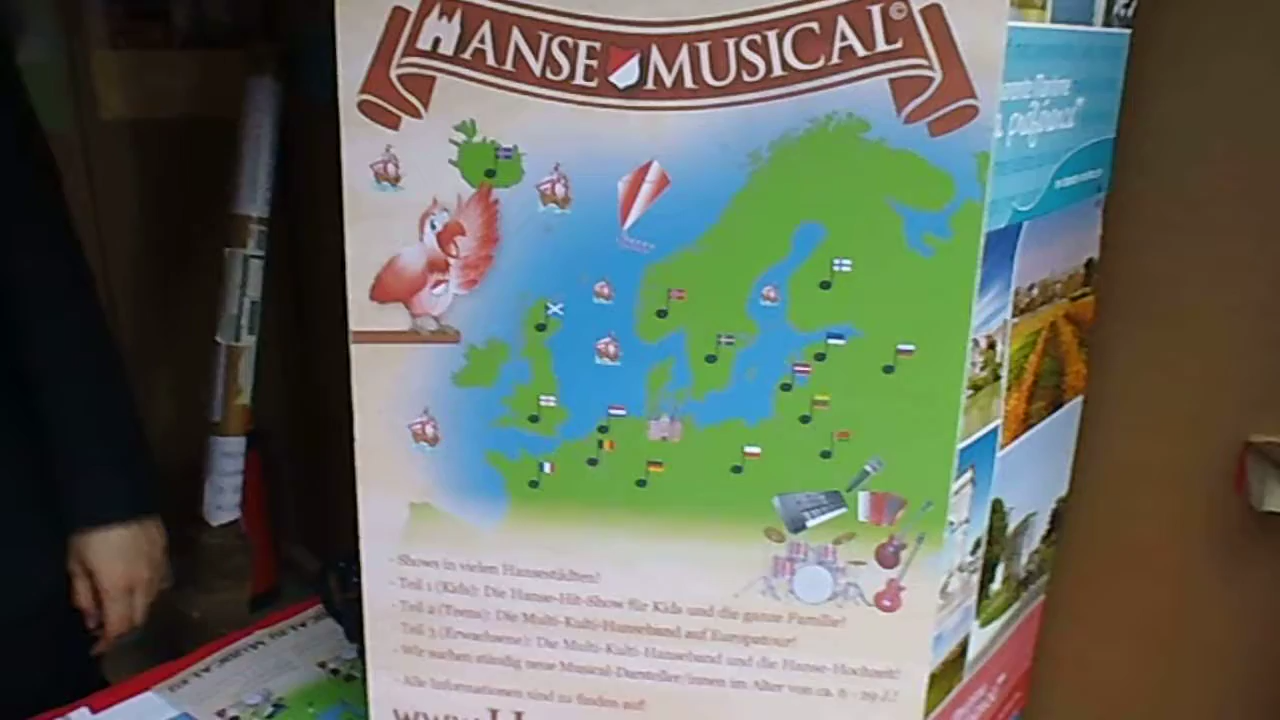 HANSE MUSICAL©
- Shows in vielen Hansestädten!
- Teil 1 (Kids): Die Hanse-Hit-Show für Kids und die ganze Familie!
- Teil 2 (Teens): Die Multi-Kulti-Hanseband auf Europatour!
Teil 3 (Erwachsene): Die Multi-Kulti-Hanseband und die Hanse-Hochzeit!
- Wir suchen ständig neue Musical-Darsteller/innen im Alter von ca. 6 - 29 J.!
- Alle Informationen sind zu finden auf: